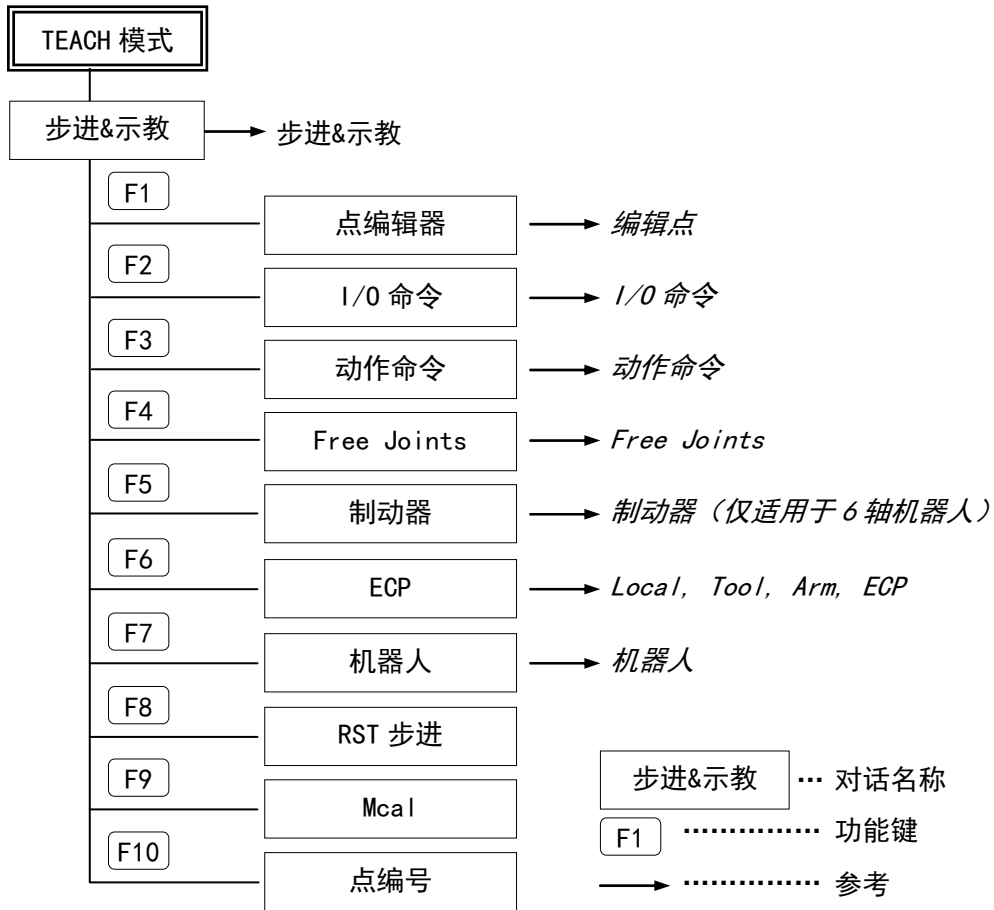 TEACH 模式
步进&示教 步进&示教
F1
点编辑器 编辑点
F2
I/O 命令 I/O 命令
F3
动作命令 动作命令
F4
Free Joints Free Joints
F5
制动器 制动器（仅适用于 6 轴机器人）
F6
ECP Local, Tool, Arm, ECP
F7
机器人 机器人
F8
RST 步进
F9
Mcal
F10
点编号
步进&示教 … 对话名称
F1 …………… 功能键
…………… 参考